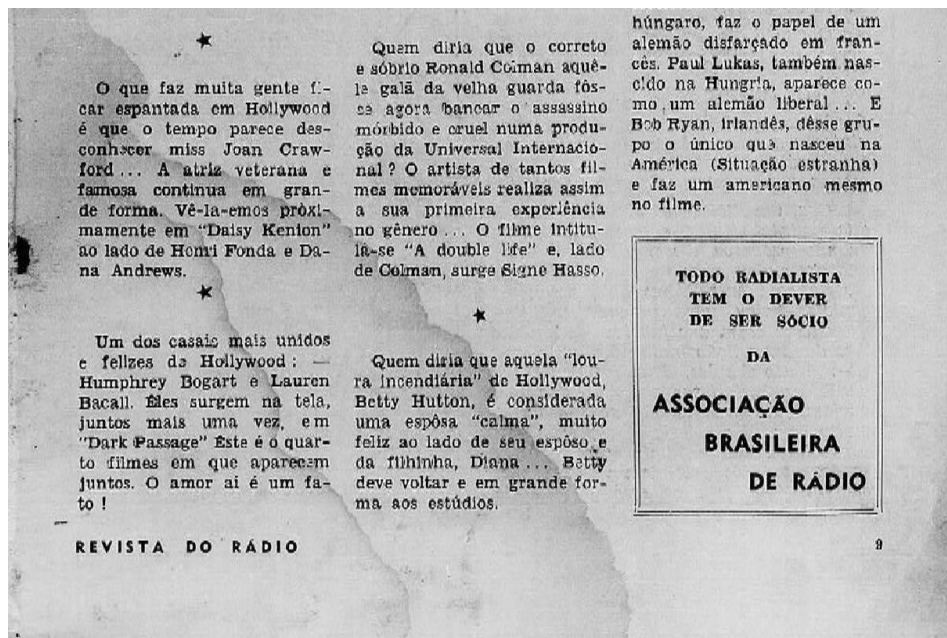 O que faz muita gente fi-
car espantada em Hollywood
é que o tempo parece des-
conhecer miss Joan Craw-
ford ... A atriz veterana e
famosa continua em gran-
de forma. Vê-la-emos pròxi-
mamente em "Daisy Kenion"
ao lado de Henri Fonda e Da-
na Andrews.
Um dos casais mais unidos
e felizes de Hollywood : —
Humphrey Bogart e Lauren
Bacall. Êles surgem na tela,
juntos mais uma vez, em
"Dark Passage" Êste é o quar-
to filmes em que aparecem
juntos. O amor ai é um fa-
to !
Quem diria que o correto
e sóbrio Ronald Colman aquê-
le galã da velha guarda fôs-
se agora bancar o assassino
mórbido e cruel numa produ-
ção da Universal Internacio-
nal ? O artista de tantos fil-
mes memoráveis realiza assim
a sua primeira experiência
no gênero ... O filme intitu-
la-se "A double life" e, lado
de Colman, surge Signe Hasso.
Quem diria que aquela "lou-
ra incendiária" de Hollywood,
Betty Hutton, é considerada
uma espôsa "calma", muito
feliz ao lado de seu espôso e
da filhinha, Diana ... Betty
deve voltar e em grande for-
ma aos estúdios.
húngaro, faz o papel de um
alemão disfarçado em fran-
cês. Paul Lukas, também nas-
cido na Hungria, aparece co-
mo um alemão liberal ... E
Bob Ryan, irlandês, dêsse gru-
po o único que nasceu na
América (Situação estranha)
e faz um americano mesmo
no filme.
TODO RADIALISTA
TEM O DEVER
DE SER SÓCIO
DA
ASSOCIAÇÃO
BRASILEIRA
DE RÁDIO
REVISTA DO RÁDIO
9